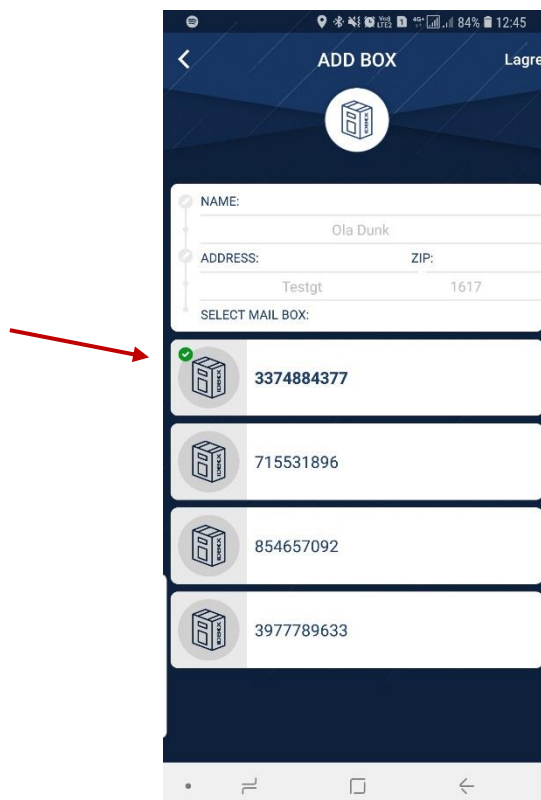 84% 12:45
ADD BOX Lagre
NAME:
Ola Dunk
ADDRESS: ZIP:
Testgt 1617
SELECT MAIL BOX:
3374884377
715531896
854657092
3977789633